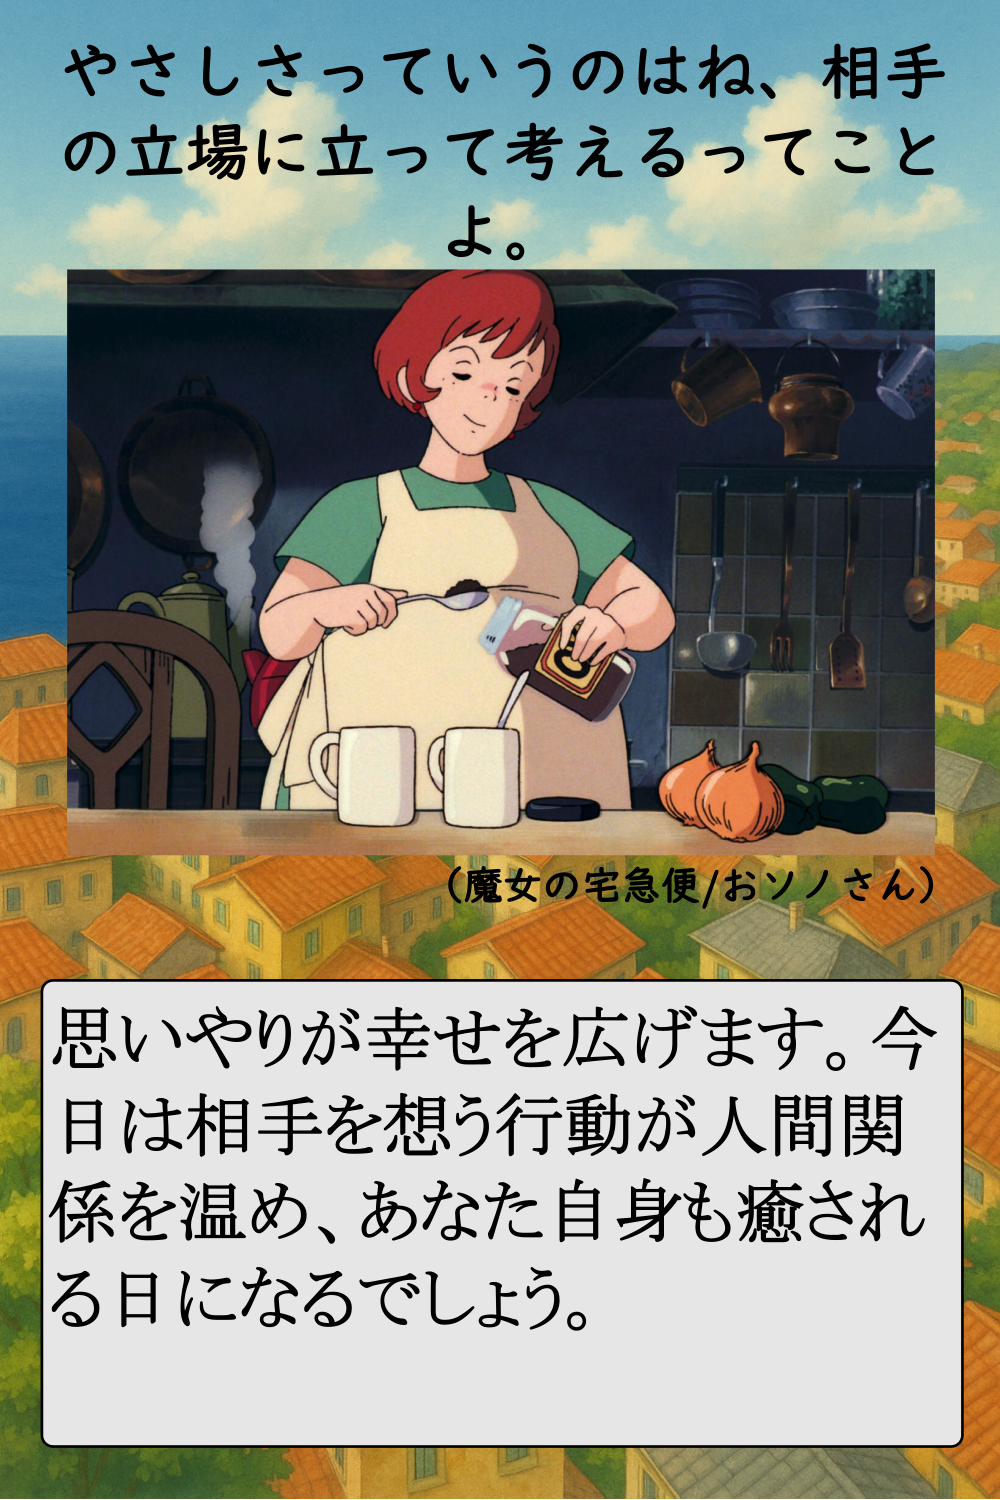 やさしさっていうのはね、相手
の立場に立って考えるってこと
よ。
（魔女の宅急便/おソノさん）
思いやりが幸せを広げます。今
日は相手を想う行動が人間関
係を温め、あなた自身も癒され
る日になるでしょう。